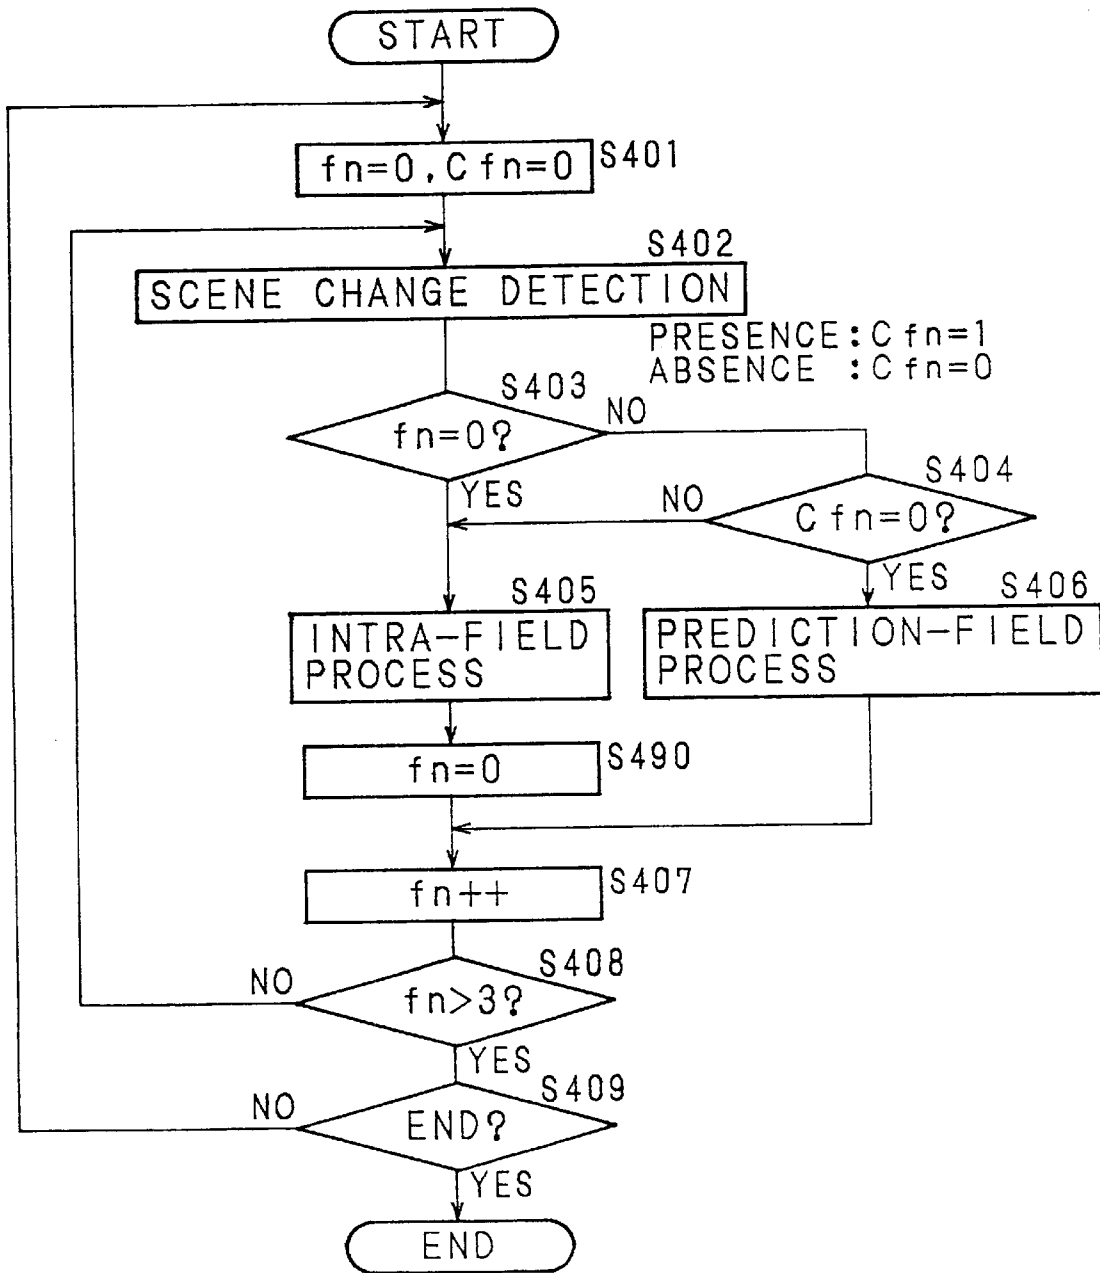 START
fn=0,Cfn=0
S401
S402
SCENE CHANGE DETECTION
PRESENCE:Cfn=1
ABSENCE :Cfn=0
S403
fn=0?
NO
YES
S404
Cfn=0?
NO
YES
S405
INTRA-FIELD
PROCESS
S406
PREDICTION-FIELD
PROCESS
fn=0
S490
fn++
S407
S408
fn>3?
NO
YES
S409
END?
NO
YES
END